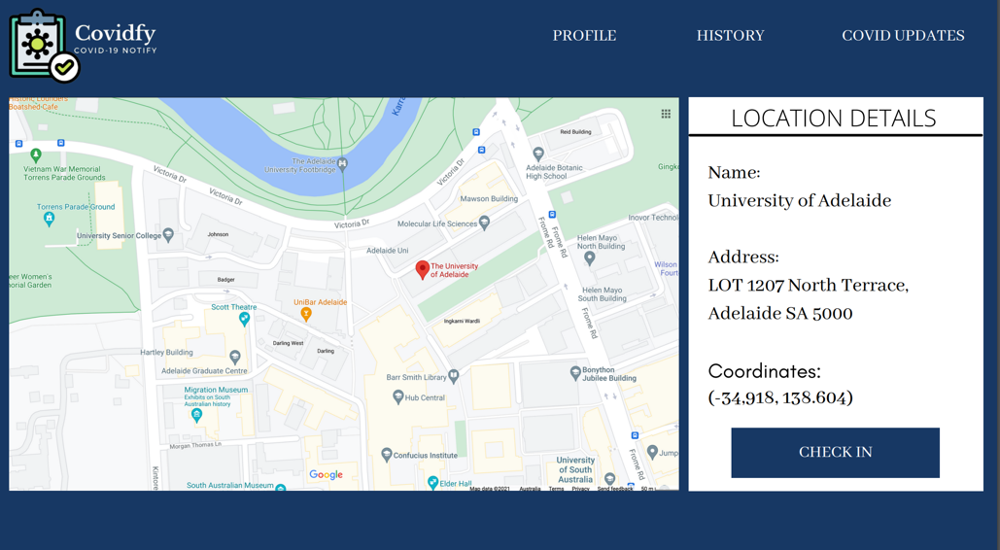 Covidfy
COVID-19 NOTIFY
PROFILE
HISTORY
COVID UPDATES
Boatshed-Cafe
Vietnam War Memorial
Torrens Parade Grounds
Torrens Parade Ground
University Senior College
Victoria Dr
Victoria Dr
Victoria Dr
Victoria Dr
The Adelaide
University Footbridge
Karra
Reid Building
Adelaide Botanic
High School
Gingko
Mawson Building
Molecular Life Sciences
Inovor Technol
Frome Rd
Frome Rd
Helen Mayo
North Building
Wilson
Fourt
Helen Mayo
South Building
Frome Rd
Johnson
Badger
Adelaide Uni
The University
of Adelaide
eer Women's
morial Garden
Scott Theatre
UniBar Adelaide
Ingkarni Wardli
Darling West
Darling
Hartley Building
Adelaide Graduate Centre
Barr Smith Library
Bonython
Jubilee Building
Migration Museum
Exhibits on South
Australian history
Hub Central
Morgan Thomas Ln
Kintore
Confucius Institute
University
of South
Australia
Jump
Frome Rd
South Australian Museum
Google
Elder Hall
Map data ©2021
Australia
Terms
Privacy
Send feedback
50 m
LOCATION DETAILS
Name:
University of Adelaide
Address:
LOT 1207 North Terrace,
Adelaide SA 5000
Coordinates:
(-34,918, 138.604)
CHECK IN